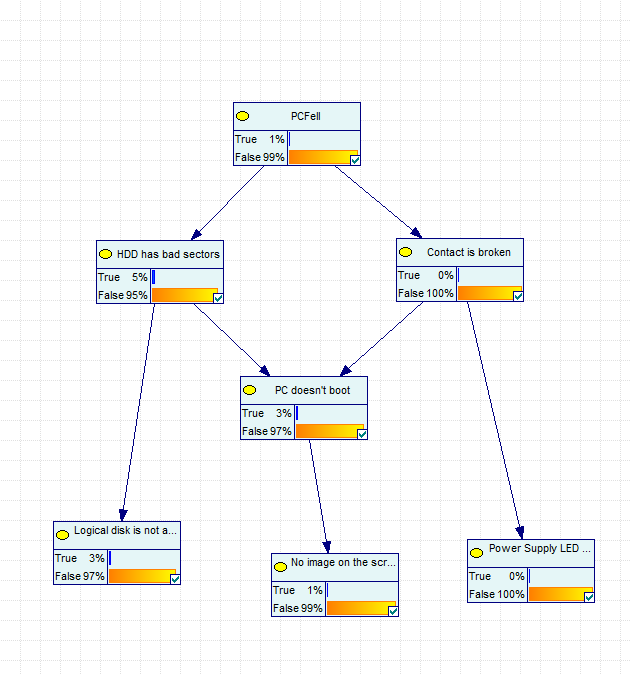 PCFell
True 1%
False 99%
HDD has bad sectors
True 5%
False 95%
Contact is broken
True 0%
False 100%
PC doesn't boot
True 3%
False 97%
Logical disk is not a...
True 3%
False 97%
No image on the scr...
True 1%
False 99%
Power Supply LED ...
True 0%
False 100%